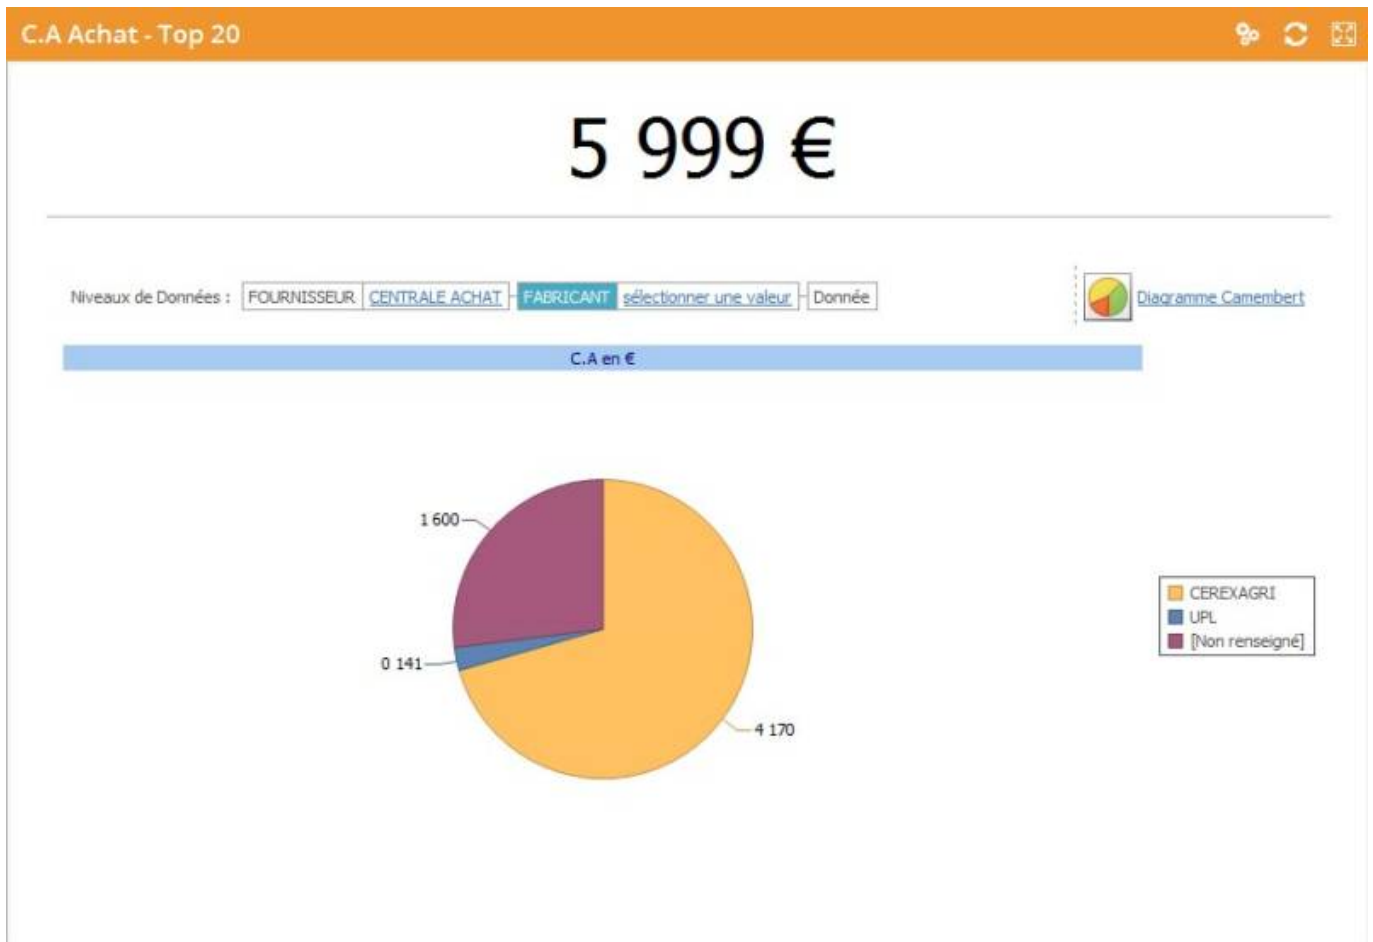 C.A Achat - Top 20
5 999 €
Niveaux de Données : FOURNISSEUR CENTRALE ACHAT FABRICANT sélectionner une valeur Donnée Diagramme Camembert
C.A en €
1 600
0 141
4 170
CEREXAGRI
UPL
[Non renseigné]